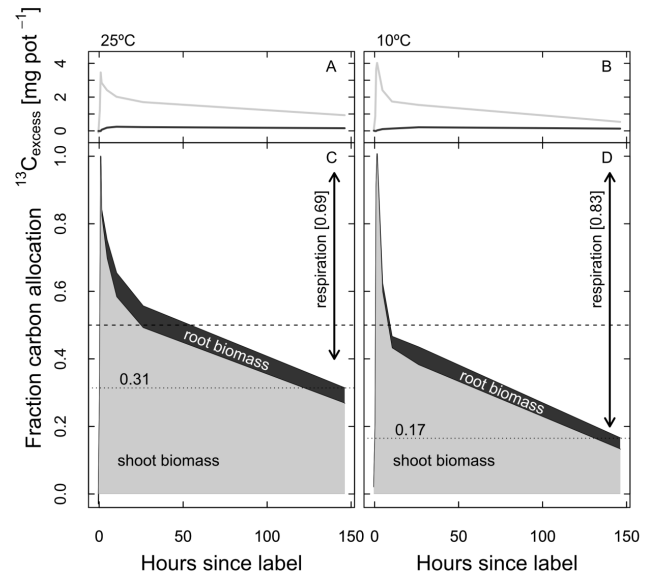 25ºC
10ºC
A
B
4
2
0
¹³C excess [mg pot ⁻¹]
C
D
1.0
0.8
0.6
0.4
0.2
0.0
Fraction carbon allocation
respiration [0.69]
respiration [0.83]
root biomass
root biomass
0.31
0.17
shoot biomass
shoot biomass
0 50 100 150
0 50 100 150
Hours since label
Hours since label